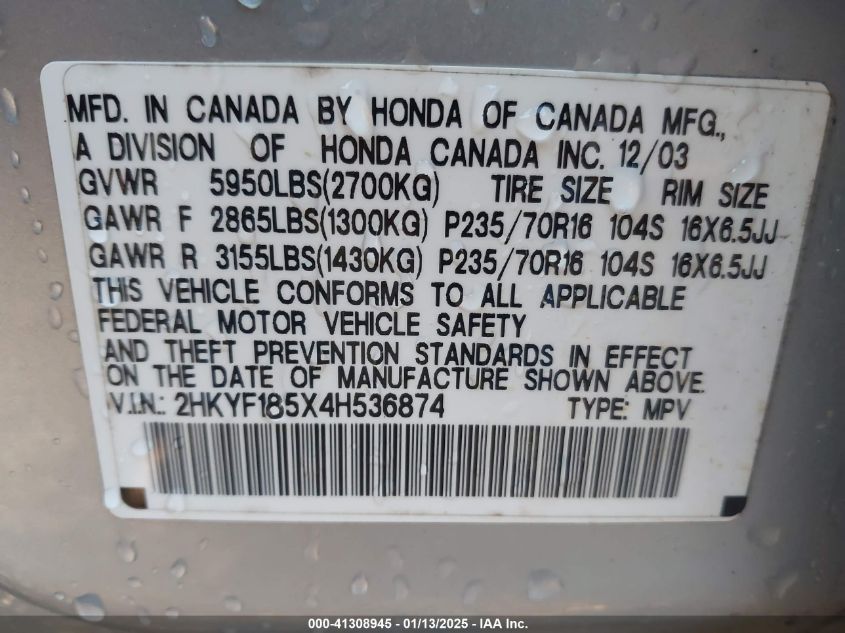 MFD. IN CANADA BY HONDA OF CANADA MFG.,
A DIVISION OF HONDA CANADA INC. 12/03
GVWR 5950LBS(2700KG) TIRE SIZE RIM SIZE
GAWR F 2865LBS(1300KG) P235/70R16 104S 16X6.5JJ
GAWR R 3155LBS(1430KG) P235/70R16 104S 16X6.5JJ
THIS VEHICLE CONFORMS TO ALL APPLICABLE
FEDERAL MOTOR VEHICLE SAFETY
AND THEFT PREVENTION STANDARDS IN EFFECT
ON THE DATE OF MANUFACTURE SHOWN ABOVE.
V.I.N.: 2HKYF185X4H536874 TYPE: MPV
000-41308945 - 01/13/2025 - IAA Inc.